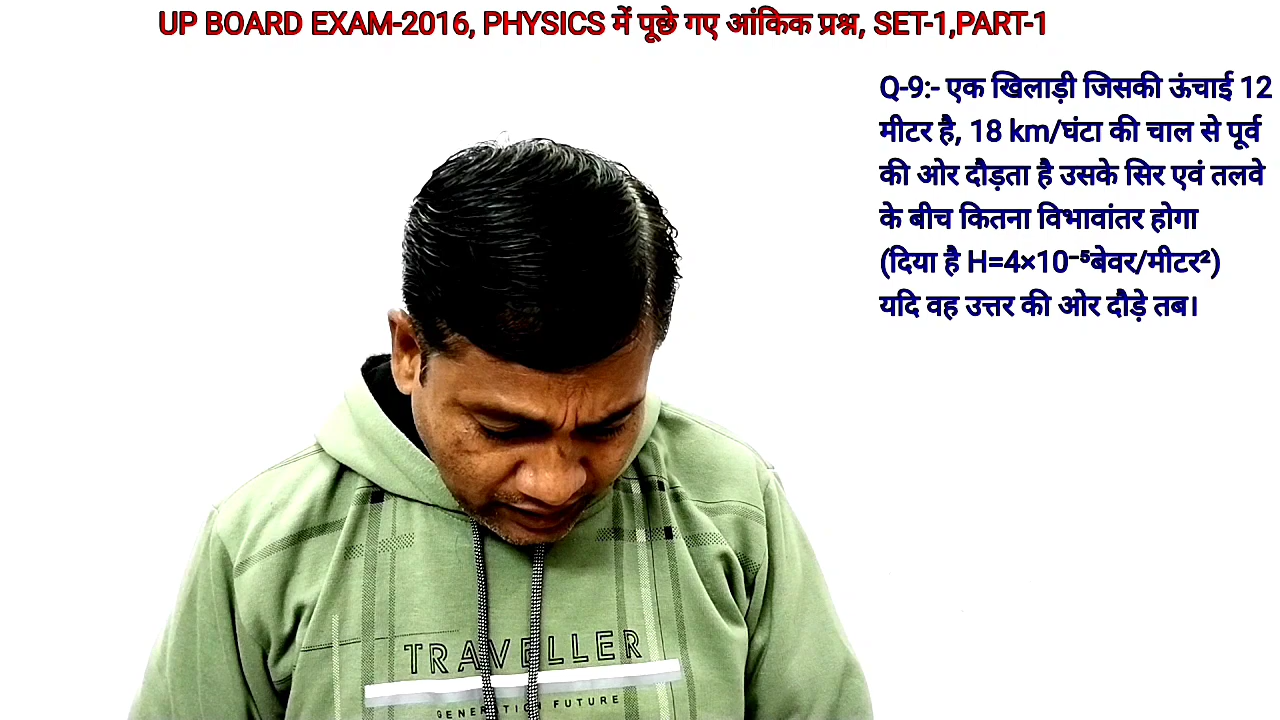 UP BOARD EXAM-2016, PHYSICS में पूछे गए आंकिक प्रश्न, SET-1,PART-1
Q-9:- एक खिलाड़ी जिसकी ऊंचाई 12
मीटर है, 18 km/घंटा की चाल से पूर्व
की ओर दौड़ता है उसके सिर एवं तलवे
के बीच कितना विभावांतर होगा
(दिया है H=4×10⁻⁵बेवर/मीटर²)
यदि वह उत्तर की ओर दौड़े तब।
TRAVELLER
GENERATION FUTURE